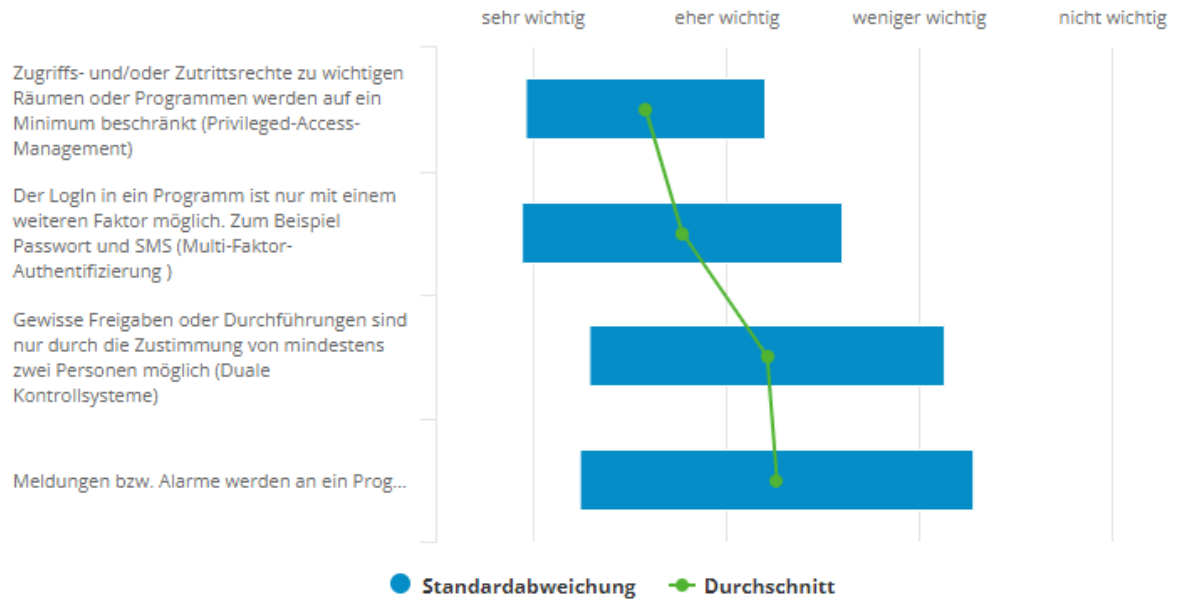 sehr wichtig eher wichtig weniger wichtig nicht wichtig
Zugriffs- und/oder Zutrittsrechte zu wichtigen
Räumen oder Programmen werden auf ein
Minimum beschränkt (Privileged-Access-
Management)
Der LogIn in ein Programm ist nur mit einem
weiteren Faktor möglich. Zum Beispiel
Passwort und SMS (Multi-Faktor-
Authentifizierung )
Gewisse Freigaben oder Durchführungen sind
nur durch die Zustimmung von mindestens
zwei Personen möglich (Duale
Kontrollsysteme)
Meldungen bzw. Alarme werden an ein Prog...
Standardabweichung Durchschnitt